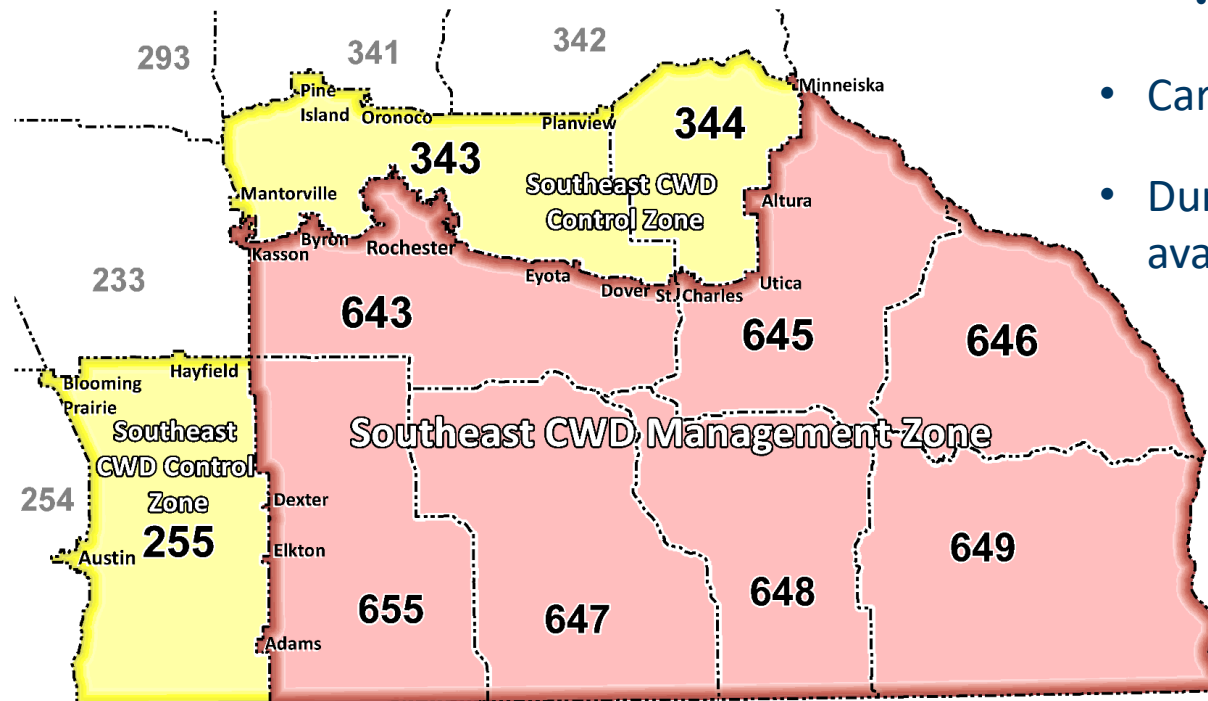 293
341
342
• Car
• Dur
ava
Pine
Island
Oronoco
Planview
Minneiska
343
344
Southeast CWD
Control Zone
Mantorville
Altura
Kasson
Byron
Rochester
Eyota
Dover
St. Charles
Utica
233
643
645
646
Hayfield
Blooming
Prairie
Southeast
CWD Control
Zone
255
Southeast CWD Management Zone
254
Dexter
Austin
Elkton
Adams
655
647
648
649